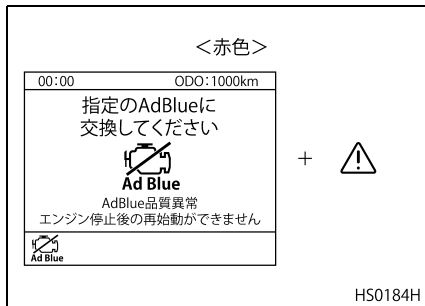 ＜赤色＞
00:00 ODO:1000km
指定のAdBlueに
交換してください
Ad Blue
AdBlue品質異常
エンジン停止後の再始動ができません
Ad Blue
+
HS0184H